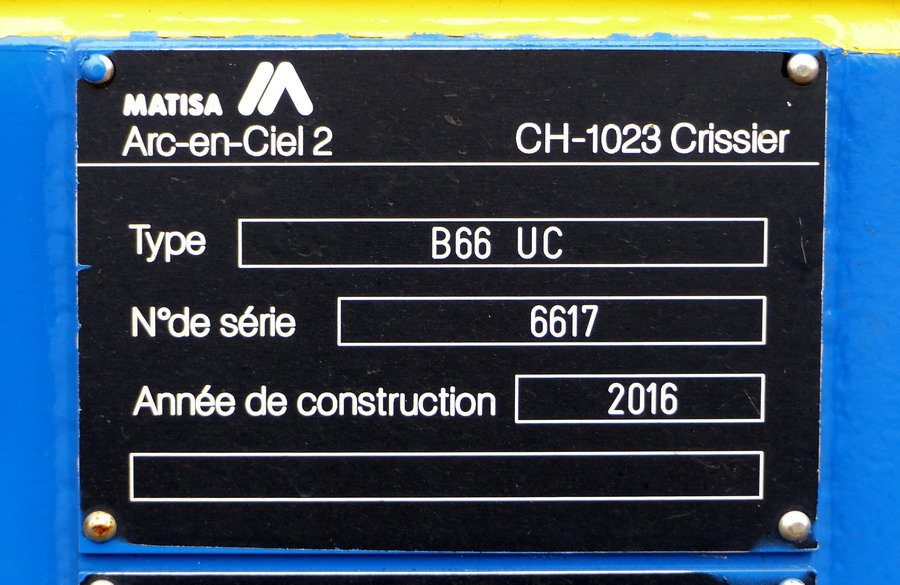 MATISA
Arc-en-Ciel 2 CH-1023 Crissier
Type B66 UC
N°de série 6617
Année de construction 2016